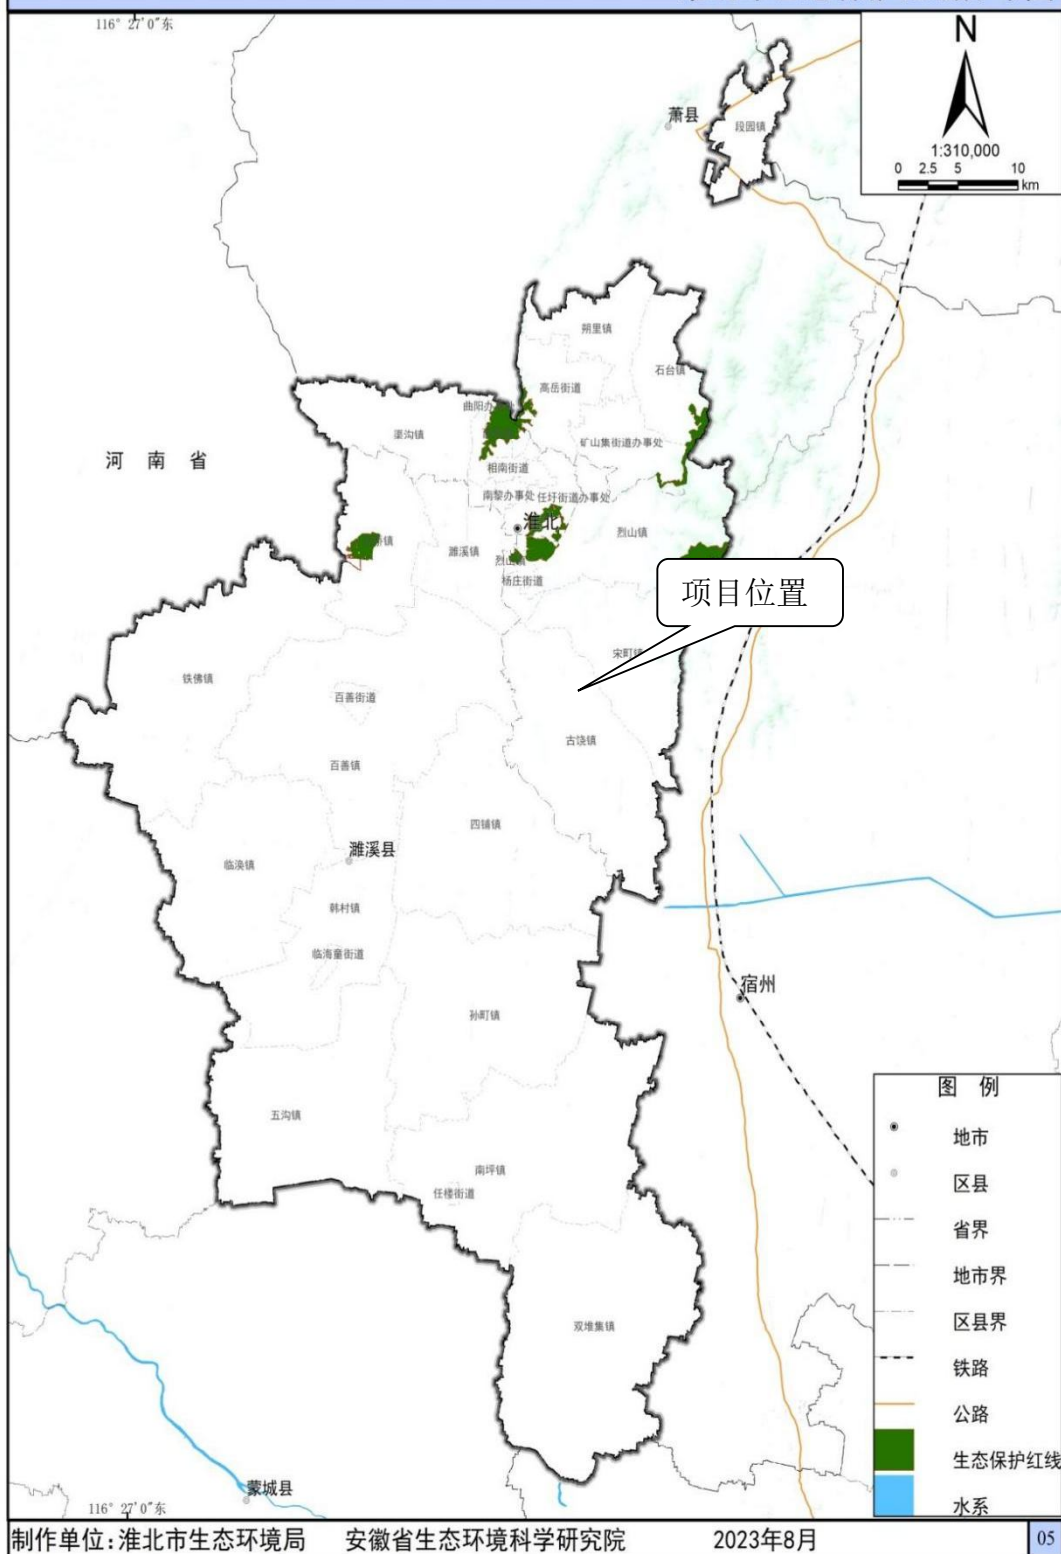 116° 27′0″东
N
1:310,000
0 2.5 5 10
km
萧县
段园镇
朔里镇
石台镇
高岳街道
曲阳办
渠沟镇
矿山集街道办事处
河南省
相南街道
南黎办事处
任圩街道办事处
淮北
烈山镇
濉溪镇
杨庄街道
项目位置
宋町镇
铁佛镇
百善街道
古饶镇
百善镇
四铺镇
濉溪县
临涣镇
韩村镇
临海童街道
宿州
孙町镇
五沟镇
南坪镇
任楼街道
双堆集镇
蒙城县
图例
地市
区县
省界
地市界
区县界
铁路
公路
生态保护红线
水系
116° 27′0″东
制作单位:淮北市生态环境局 安徽省生态环境科学研究院 2023年8月
05